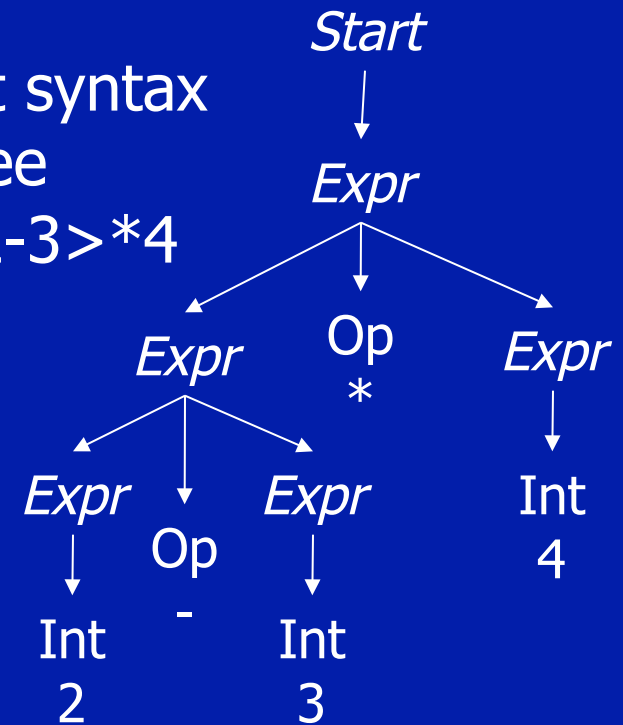 Start
t syntax
ee
-3>*4
Expr
Expr
Op
*
Expr
Expr
Op
-
Expr
Int
4
Int
2
Int
3